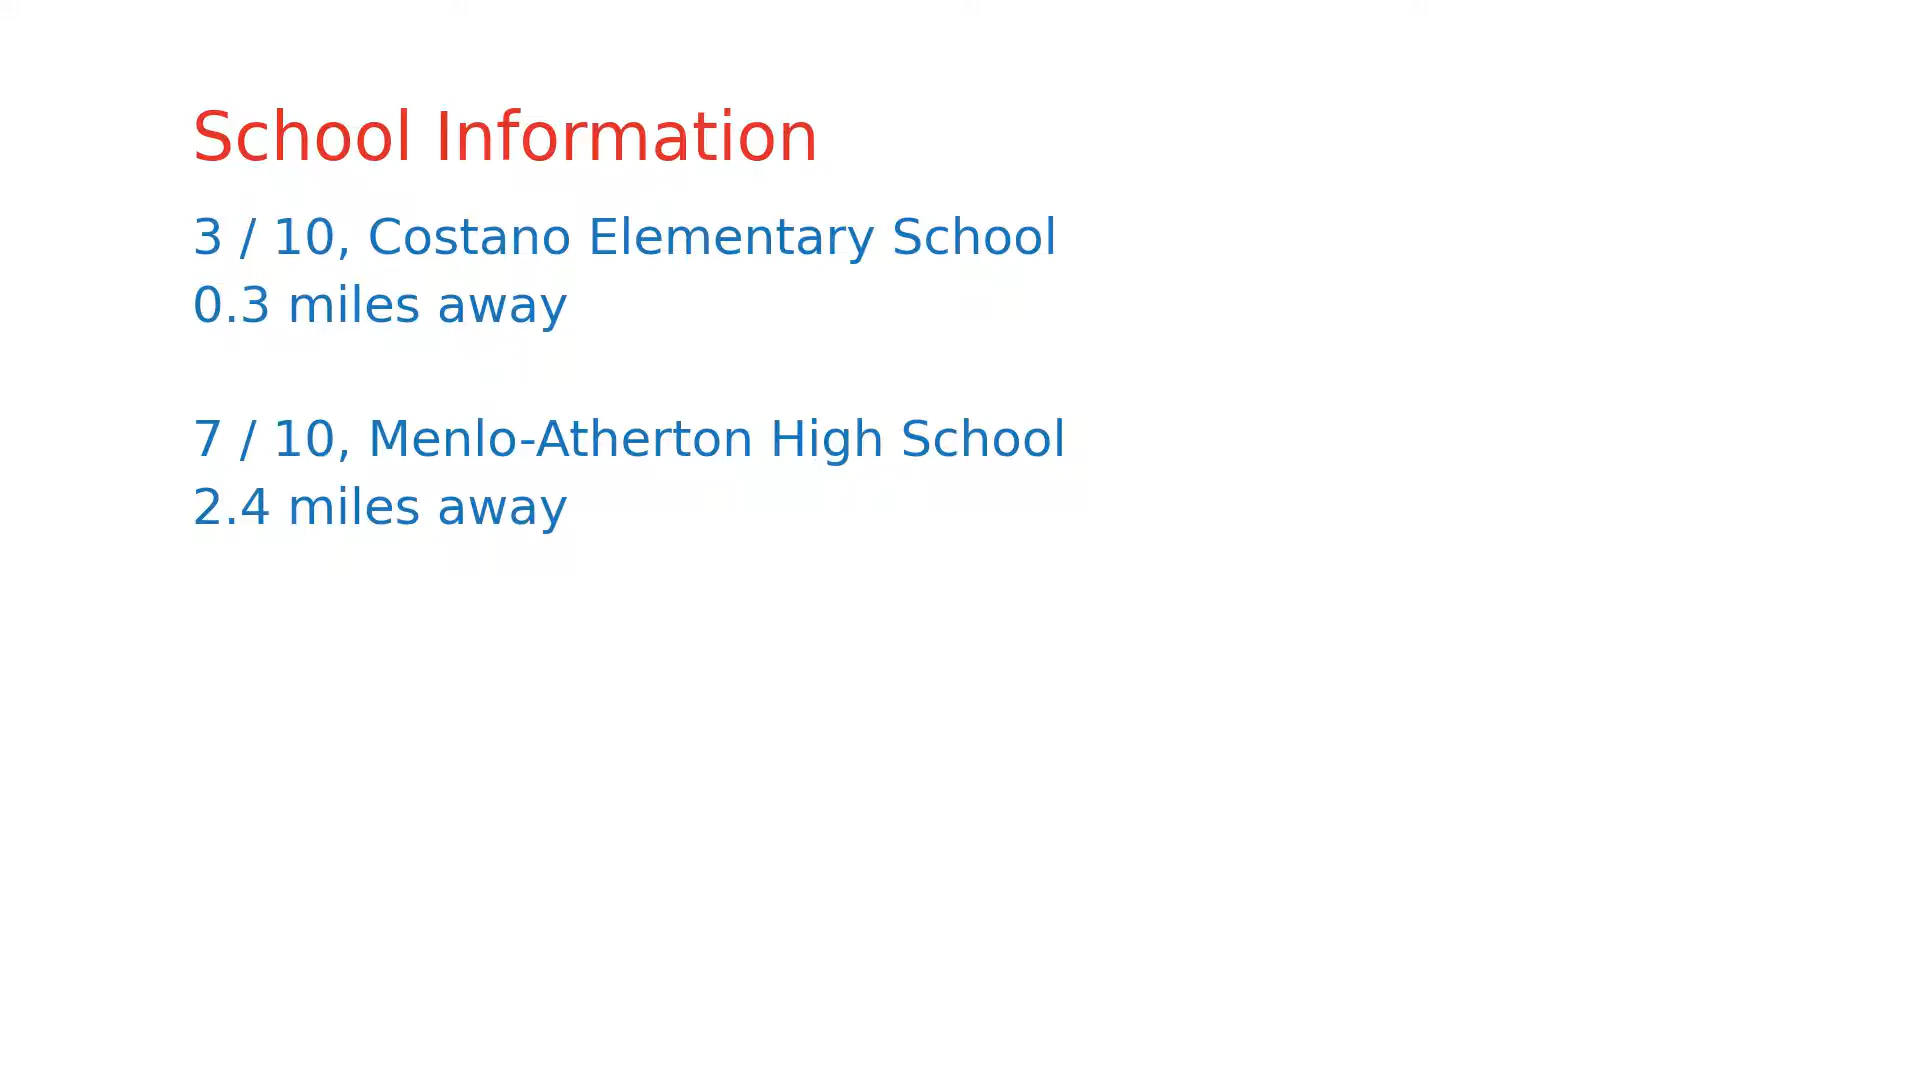 School Information
3 / 10, Costano Elementary School
0.3 miles away
7 / 10, Menlo-Atherton High School
2.4 miles away